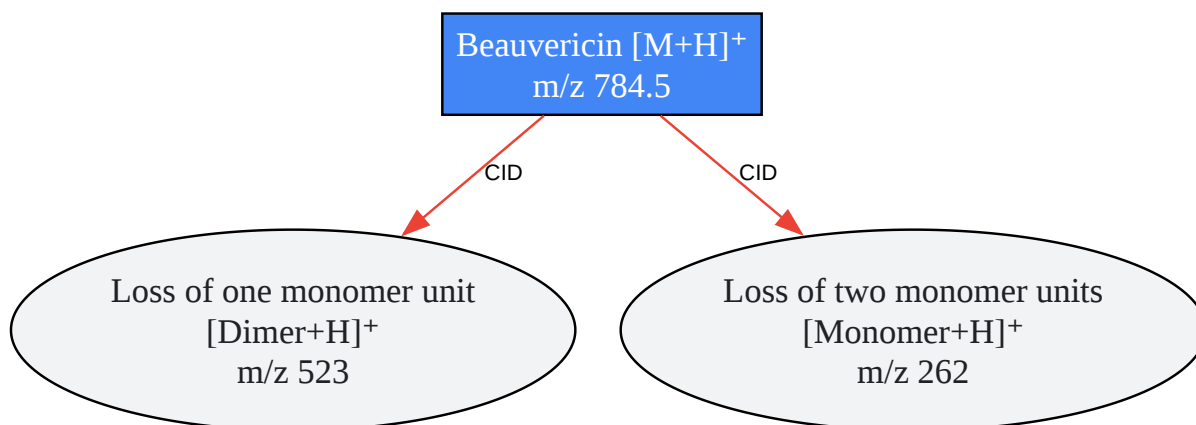 Beauvericin [M+H]⁺
m/z 784.5
CID
CID
Loss of one monomer unit
[Dimer+H]⁺
m/z 523
Loss of two monomer units
[Monomer+H]⁺
m/z 262